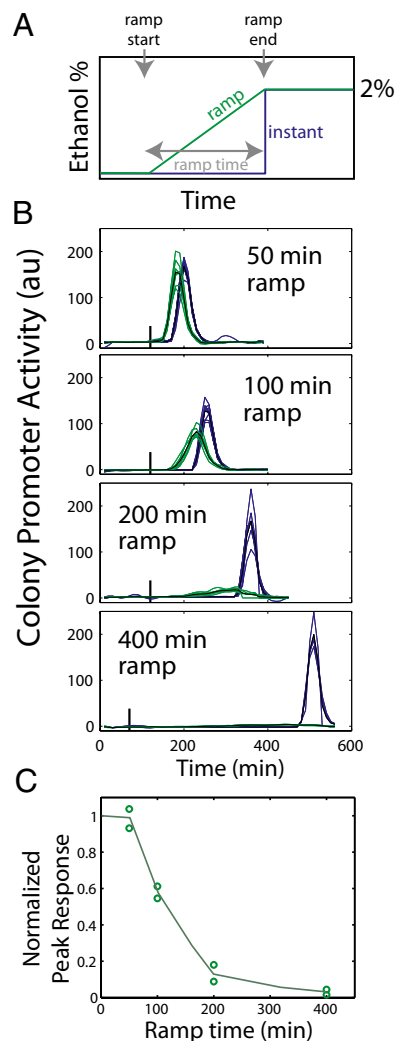 A
ramp
start
ramp
end
Ethanol %
ramp
instant
ramp time
2%
Time
B
Colony Promoter Activity (au)
200
100
0
50 min
ramp
200
100
0
100 min
ramp
200
100
0
200 min
ramp
200
100
0
400 min
ramp
0 200 400 600
Time (min)
C
Normalized
Peak Response
1
0.8
0.6
0.4
0.2
0
0 100 200 300 400
Ramp time (min)